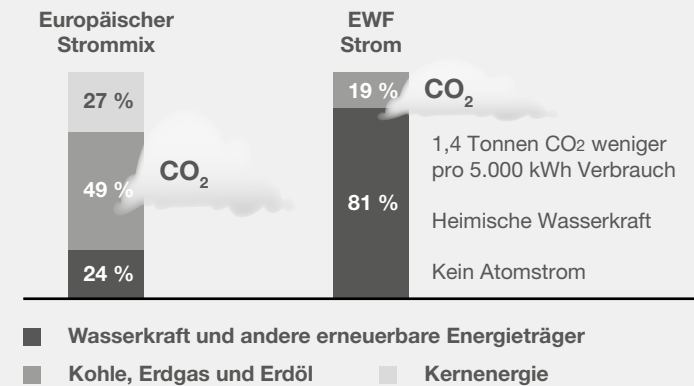 Europäischer
Strommix
EWF
Strom
27 %
49 %
24 %
CO2
19 %
81 %
CO2
1,4 Tonnen CO2 weniger
pro 5.000 kWh Verbrauch
Heimische Wasserkraft
Kein Atomstrom
Wasserkraft und andere erneuerbare Energieträger
Kohle, Erdgas und Erdöl
Kernenergie